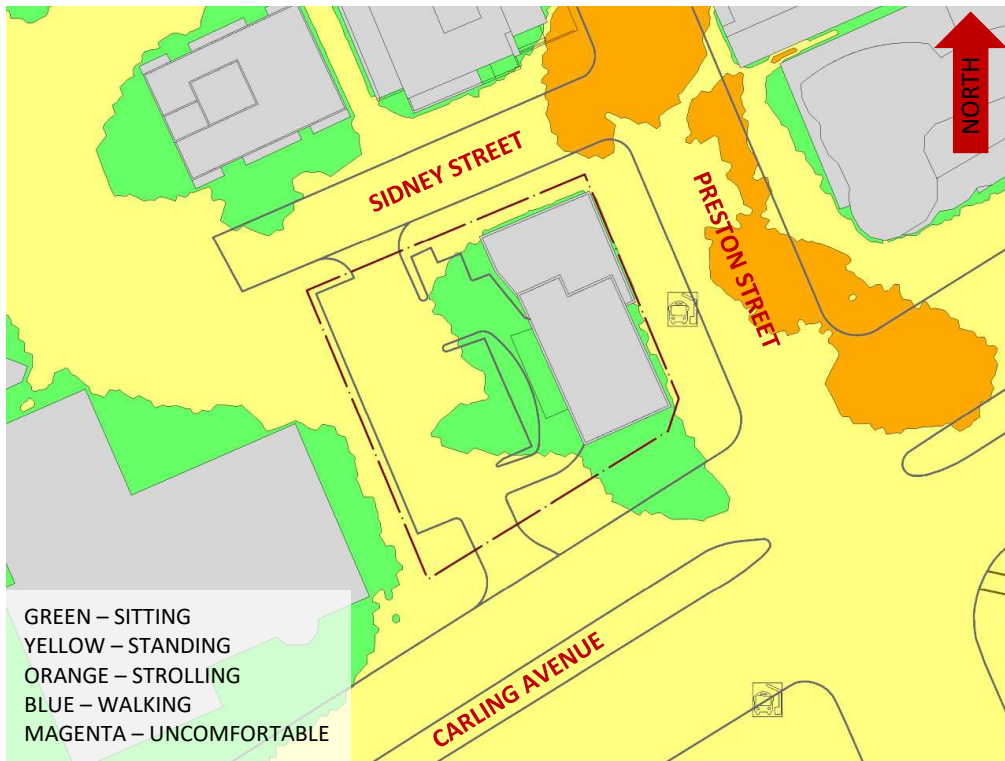 NORTH
SIDNEY STREET
PRESTON STREET
GREEN – SITTING
YELLOW – STANDING
ORANGE – STROLLING
BLUE – WALKING
MAGENTA – UNCOMFORTABLE
CARLING AVENUE